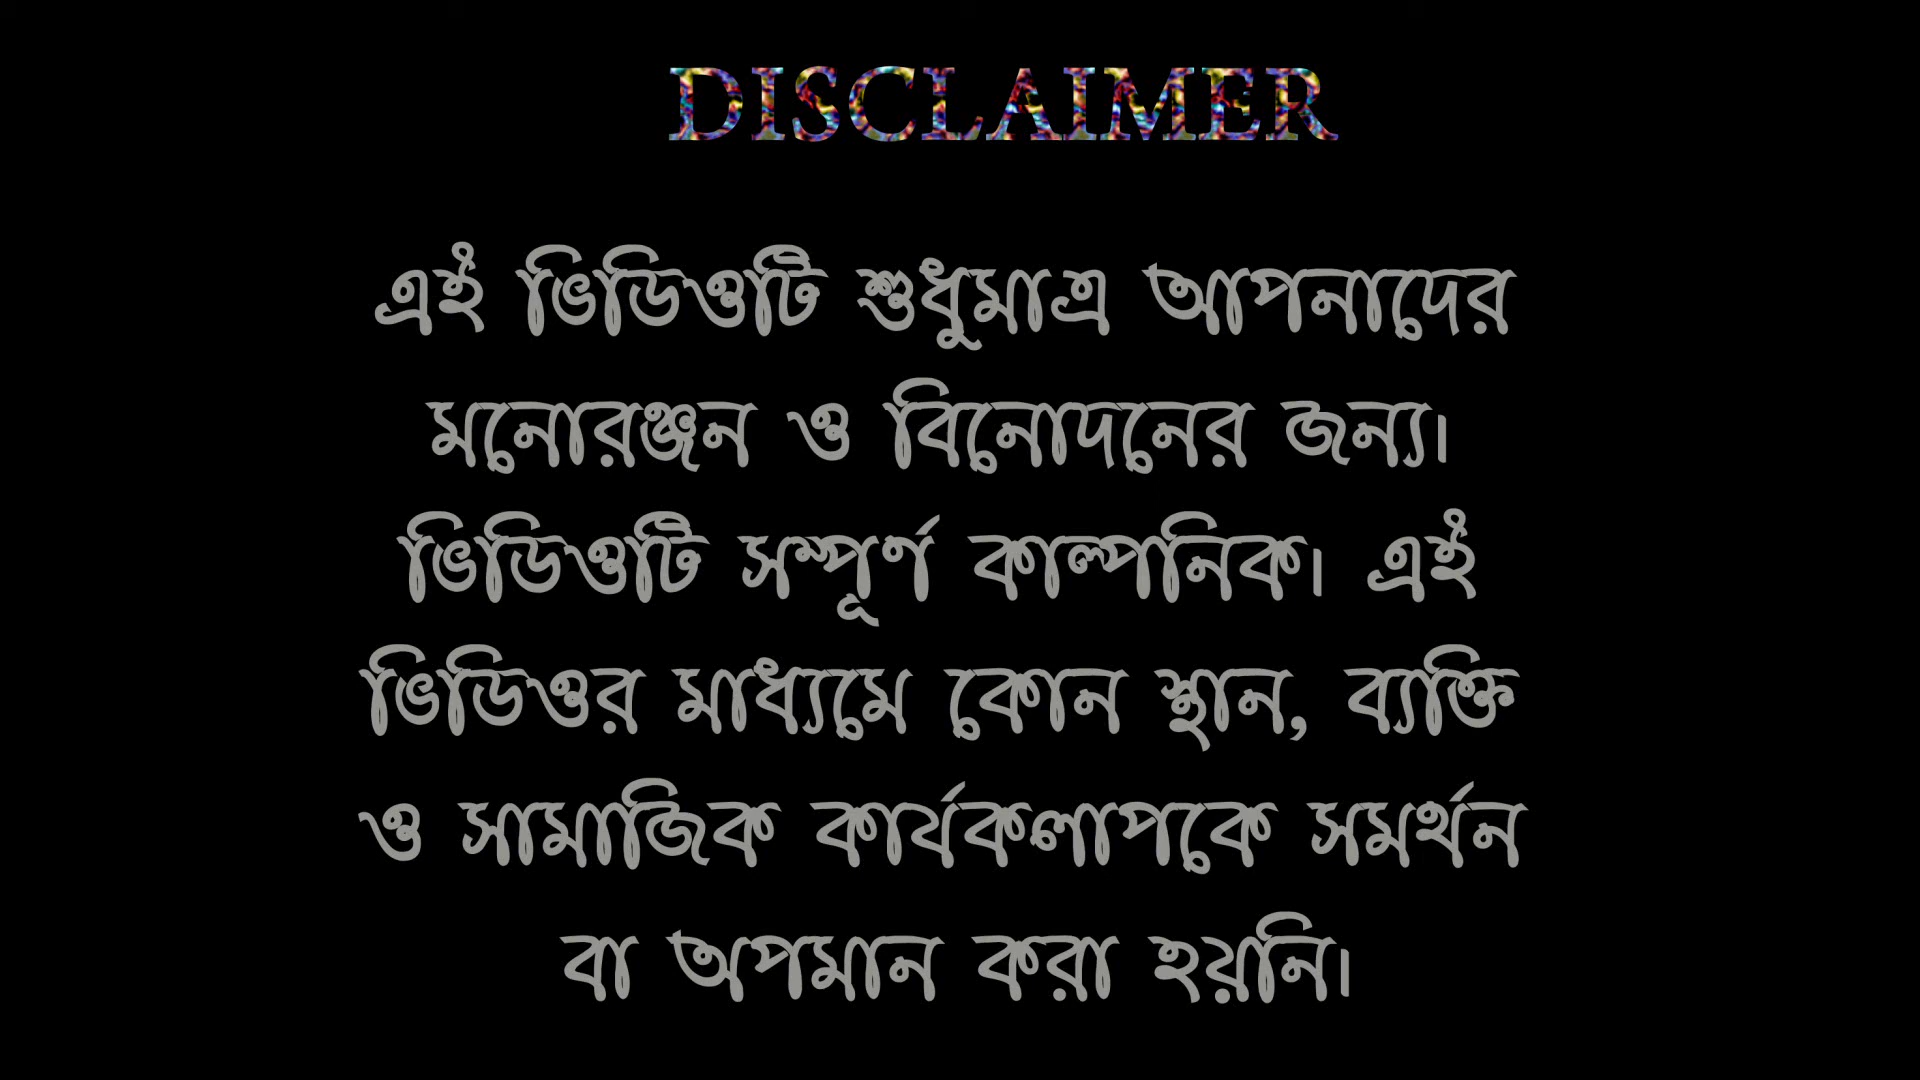 DISCLAIMER
এই ভিডিওটি শুধুমাত্র আপনাদের
মনোরঞ্জন ও বিনোদনের জন্য।
ভিডিওটি সম্পূর্ণ কাল্পনিক। এই
ভিডিওর মাধ্যমে কোন স্থান, ব্যক্তি
ও সামাজিক কার্যকলাপকে সমর্থন
বা অপমান করা হয়নি।